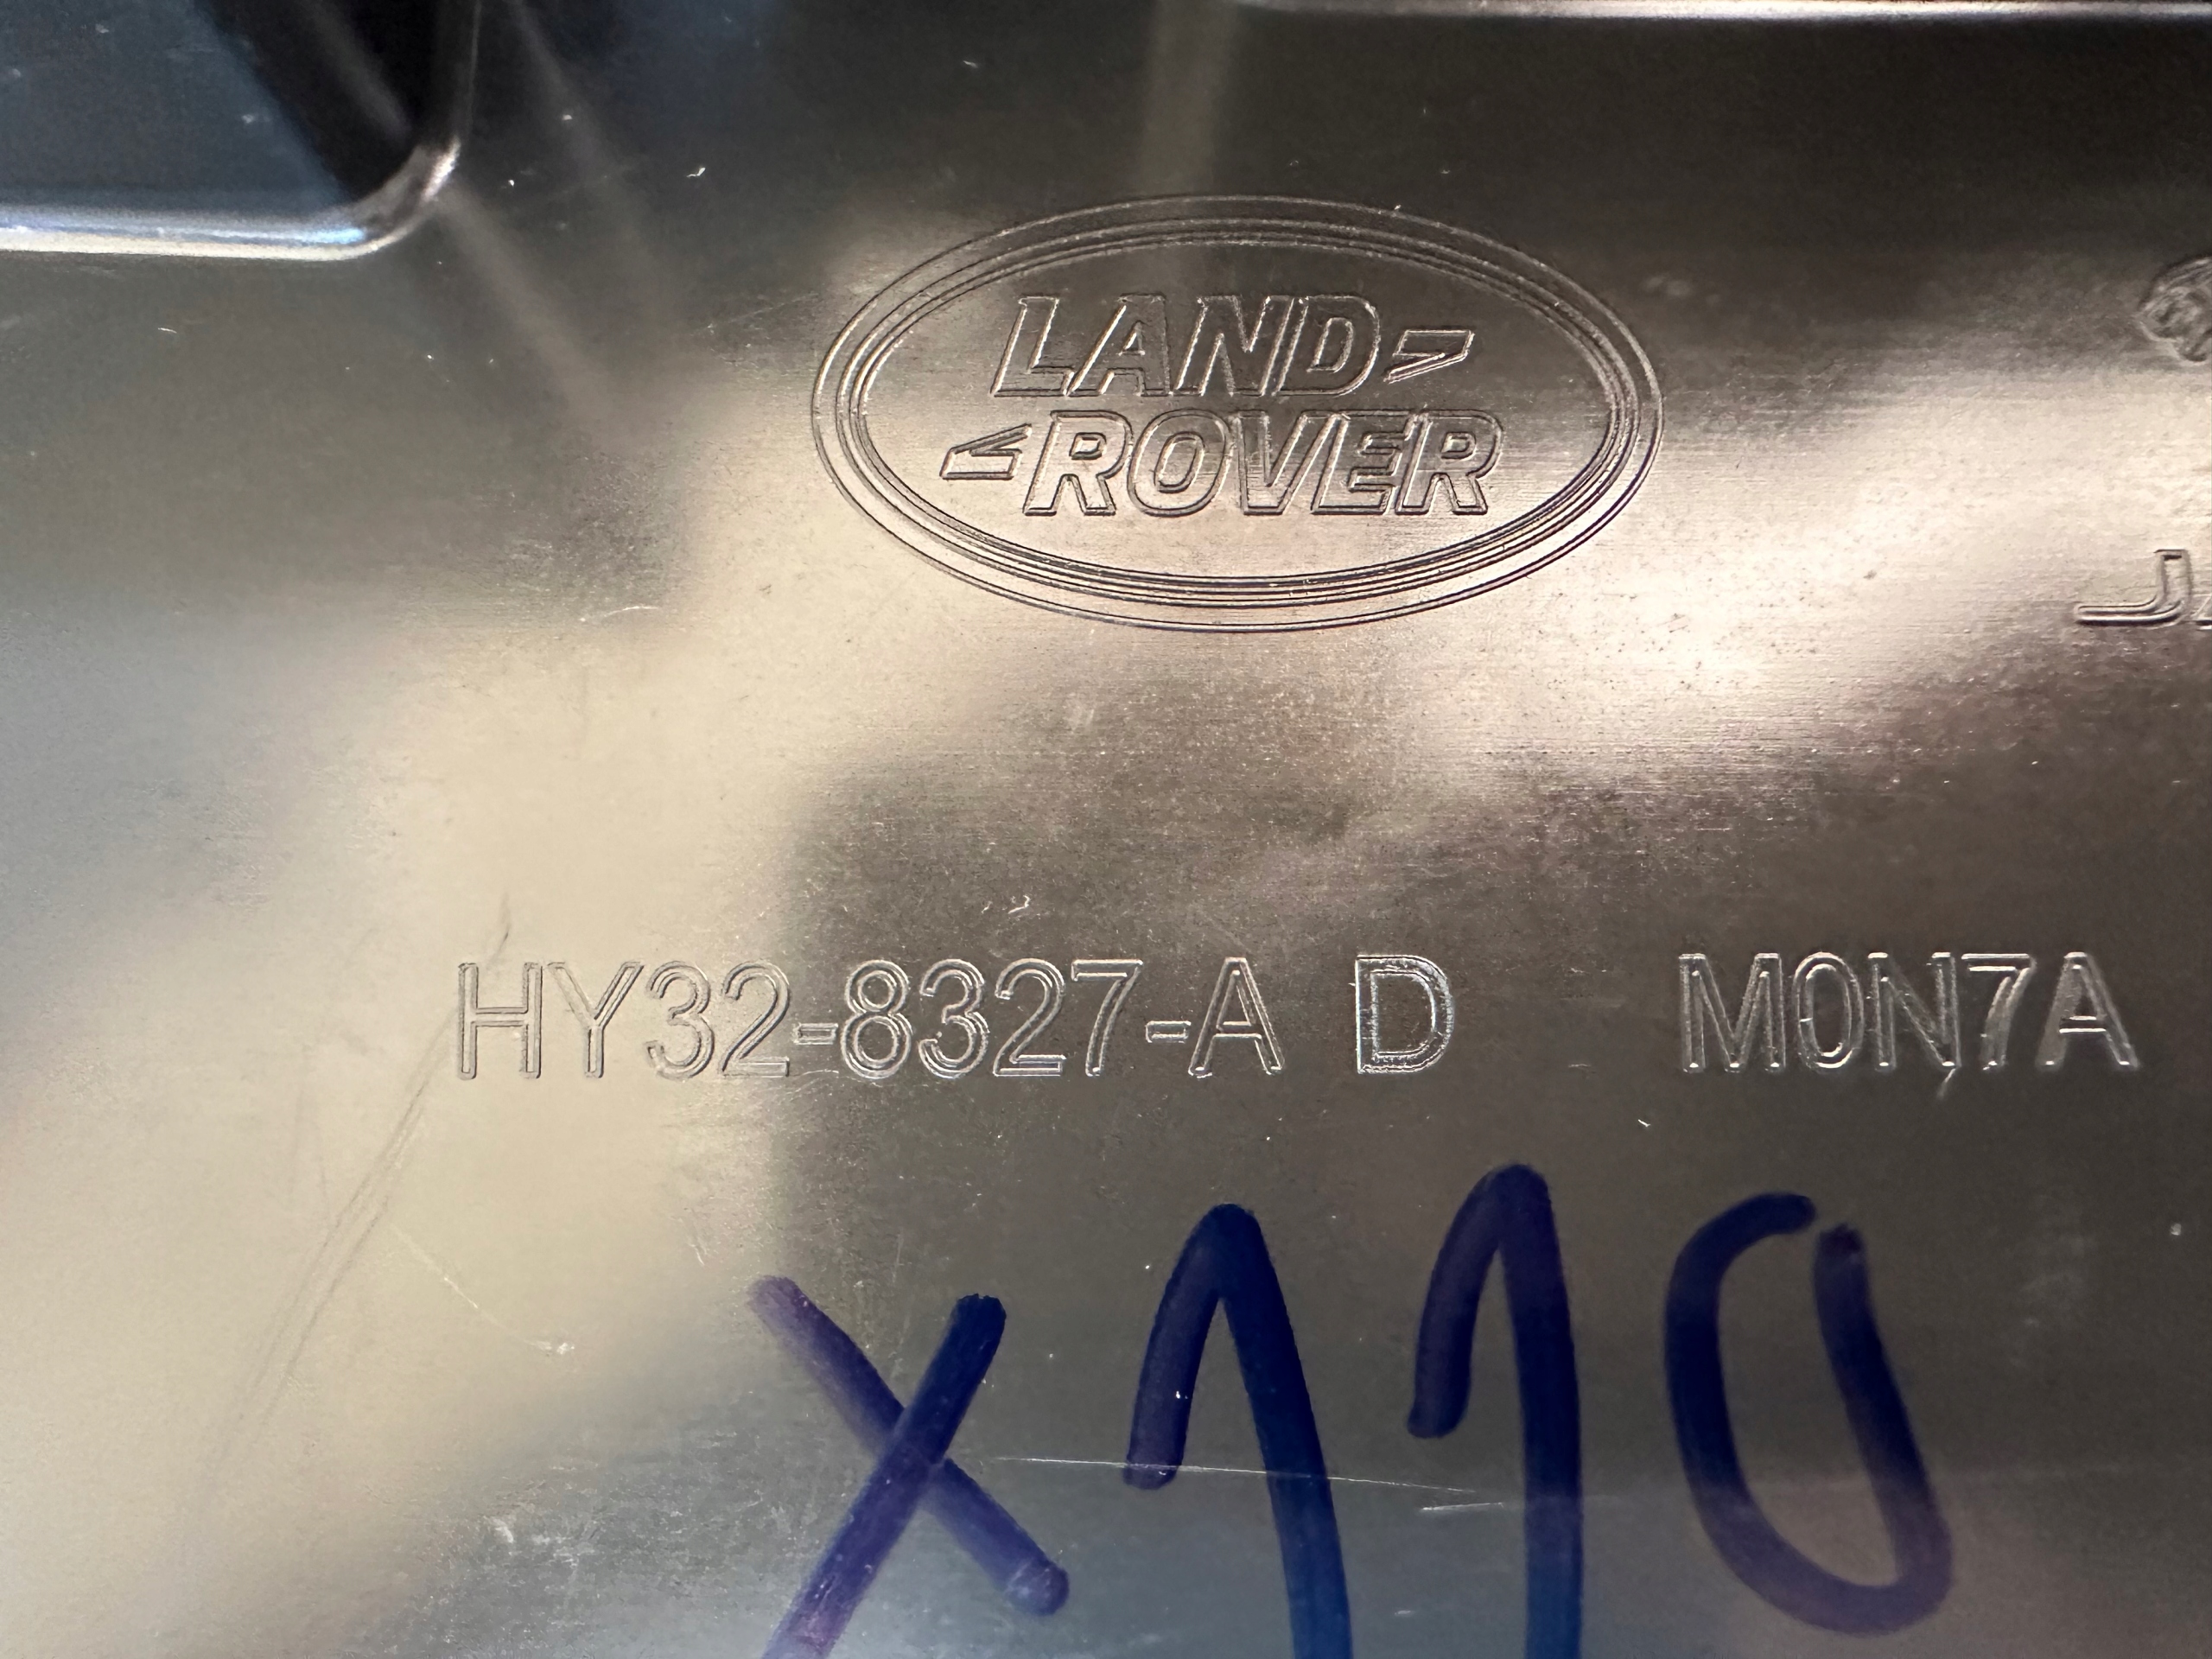 LAND
ROVER
HY32-8327-A D M0N7A
X110